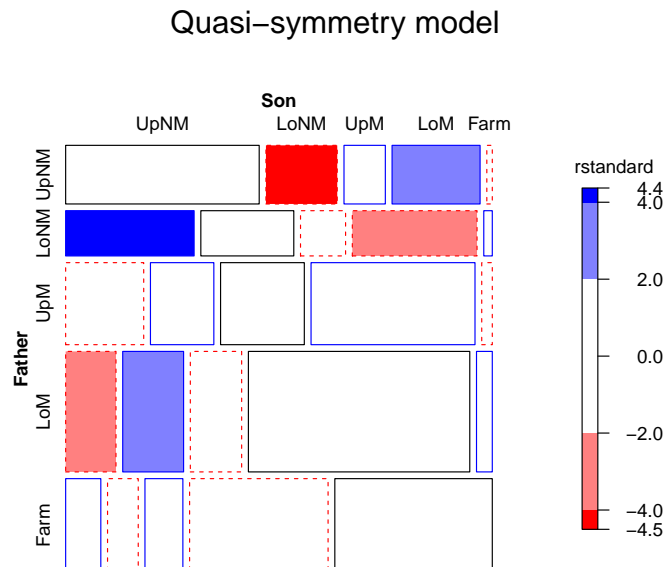 Quasi−symmetry model
Son
UpNM LoNM UpM LoM Farm
Father
UpNM
LoNM
UpM
LoM
Farm
rstandard
4.4
4.0
2.0
0.0
−2.0
−4.0
−4.5